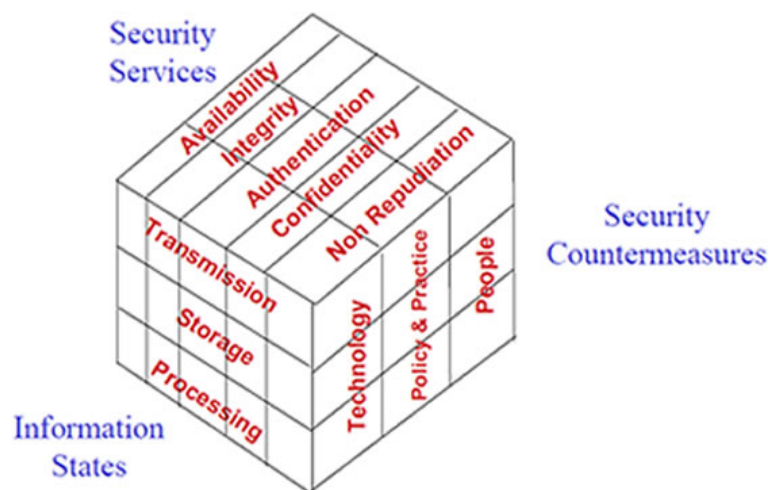 Security
Services
Availability
Integrity
Authentication
Confidentiality
Non Repudiation
Transmission
Storage
Processing
Technology
Policy & Practice
People
Security
Countermeasures
Information
States